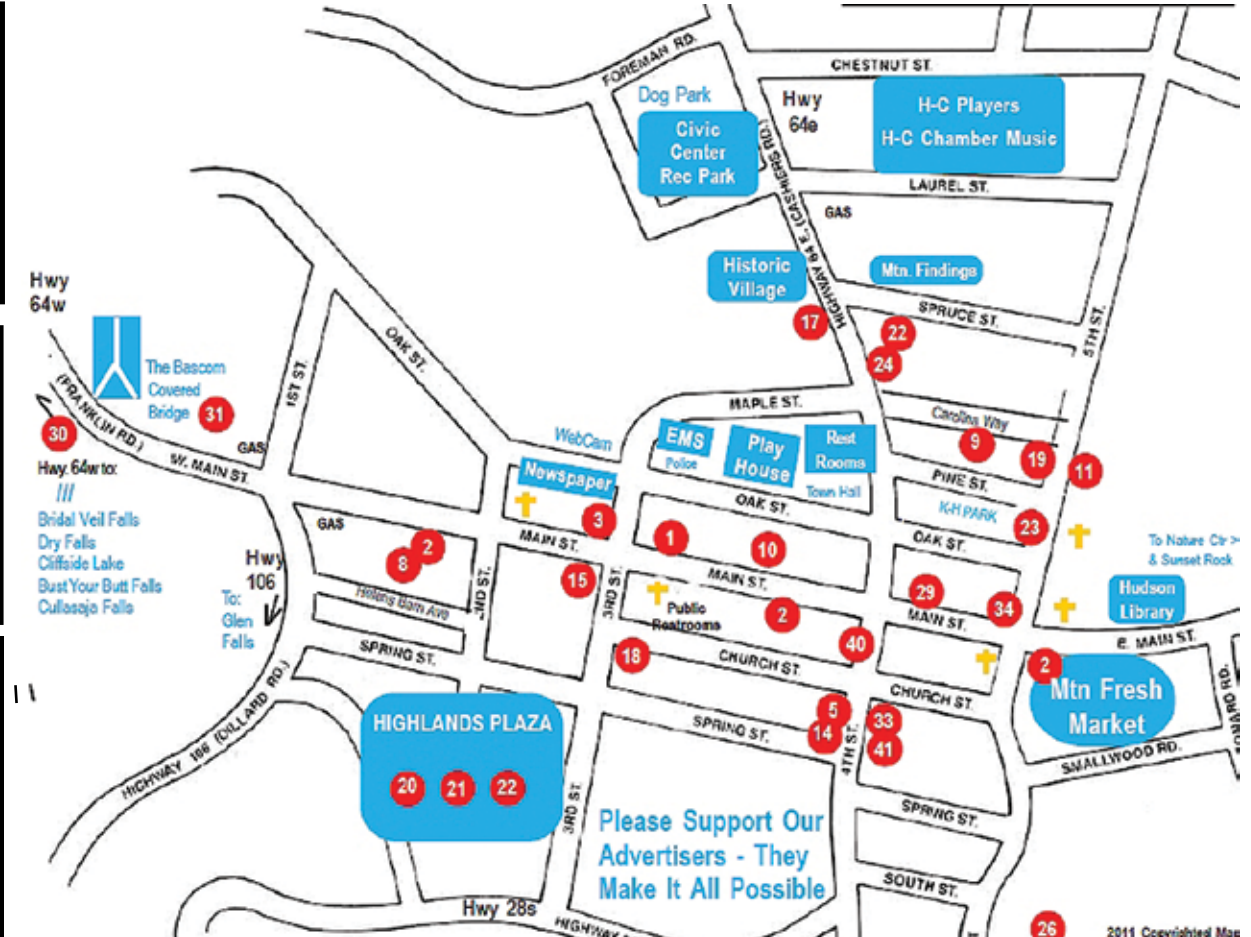 FOREMAN RD.
CHESTNUT ST.
Dog Park
Hwy
64e
H-C Players
H-C Chamber Music
Civic
Center
Rec Park
LAUREL ST.
GAS
HIGHWAY 64 E. (CASHIERS RD.)
Historic
Village
Mtn. Findings
SPRUCE ST.
5TH ST.
17
22
24
Hwy
64w
The Bascom
Covered
Bridge
31
30
(FRANKLIN RD.)
W. MAIN ST.
GAS
1ST ST.
OAK ST.
Hwy. 64w to:
///
Bridal Veil Falls
Dry Falls
Cliffside Lake
Bust Your Butt Falls
Cullasaja Falls
MAPLE ST.
Carolina Way
9
19
11
WebCam
EMS
Police
Play
House
Rest
Rooms
Town Hall
Newspaper
PINE ST.
K-H PARK
23
OAK ST.
OAK ST.
To Nature Ctr >
& Sunset Rock
Hudson
Library
GAS
2
8
3
MAIN ST.
1
10
MAIN ST.
29
34
MAIN ST.
E. MAIN ST.
Hwy
106
To:
Glen
Falls
Helens Barn Ave
2ND ST.
15
3RD ST.
Public
Restrooms
2
40
SPRING ST.
18
CHURCH ST.
CHURCH ST.
2
Mtn Fresh
Market
SMALLWOOD RD.
HIGHWAY 106 (DILLARD RD.)
HIGHLANDS PLAZA
20
21
22
SPRING ST.
5
14
4TH ST.
33
41
SPRING ST.
3RD ST.
Please Support Our
Advertisers - They
Make It All Possible
SOUTH ST.
Hwy 28s
HIGHWAY
26
2011 Copyrighted Map